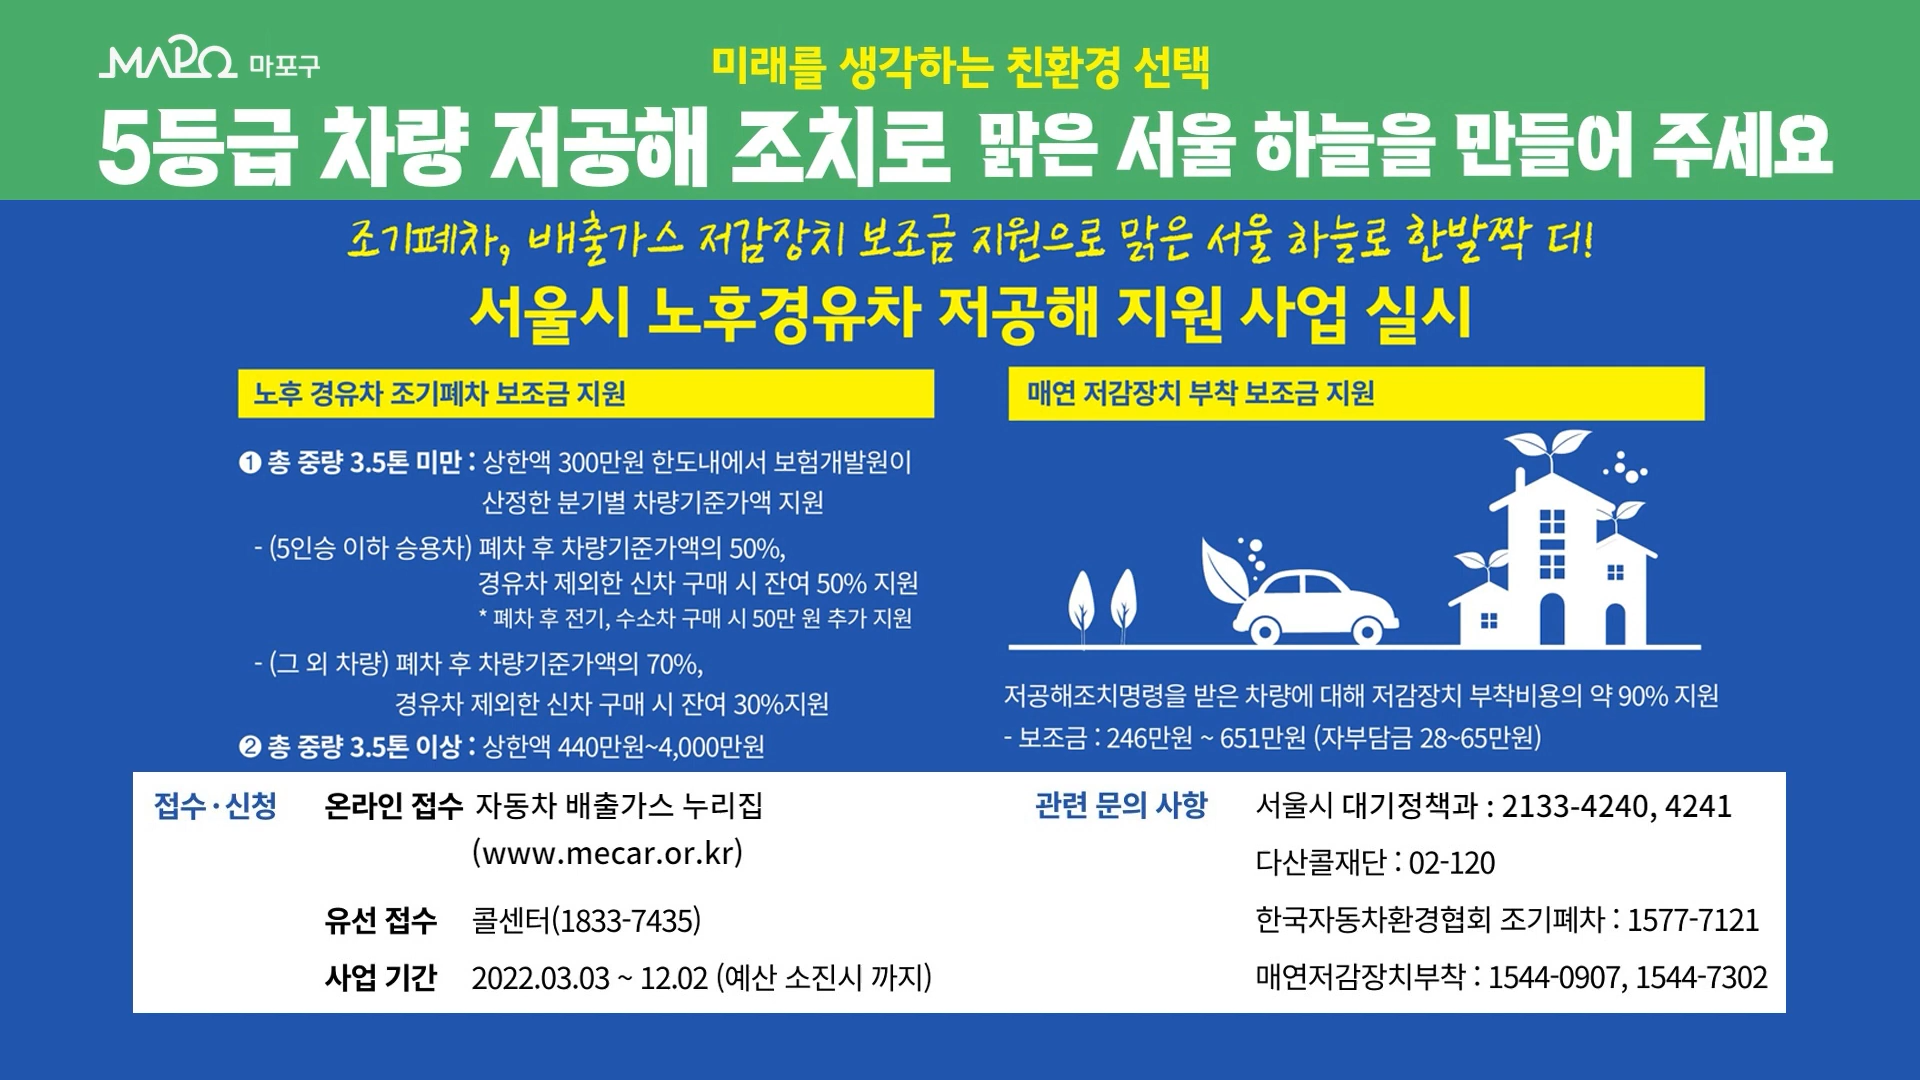 MAPO 마포구
미래를 생각하는 친환경 선택
5등급 차량 저공해 조치로 맑은 서울 하늘을 만들어 주세요
조기폐차, 배출가스 저감장치 보조금 지원으로 맑은 서울 하늘로 한발짝 더!
서울시 노후경유차 저공해 지원 사업 실시
노후 경유차 조기폐차 보조금 지원
❶ 총 중량 3.5톤 미만 : 상한액 300만원 한도내에서 보험개발원이
산정한 분기별 차량기준가액 지원
- (5인승 이하 승용차) 폐차 후 차량기준가액의 50%,
경유차 제외한 신차 구매 시 잔여 50% 지원
* 폐차 후 전기, 수소차 구매 시 50만 원 추가 지원
- (그 외 차량) 폐차 후 차량기준가액의 70%,
경유차 제외한 신차 구매 시 잔여 30%지원
❷ 총 중량 3.5톤 이상 : 상한액 440만원~4,000만원
매연 저감장치 부착 보조금 지원
저공해조치명령을 받은 차량에 대해 저감장치 부착비용의 약 90% 지원
- 보조금 : 246만원 ~ 651만원 (자부담금 28~65만원)
접수·신청 온라인 접수 자동차 배출가스 누리집
(www.mecar.or.kr)
유선 접수 콜센터(1833-7435)
사업 기간 2022.03.03 ~ 12.02 (예산 소진시 까지)
관련 문의 사항 서울시 대기정책과 : 2133-4240, 4241
다산콜재단 : 02-120
한국자동차환경협회 조기폐차 : 1577-7121
매연저감장치부착 : 1544-0907, 1544-7302